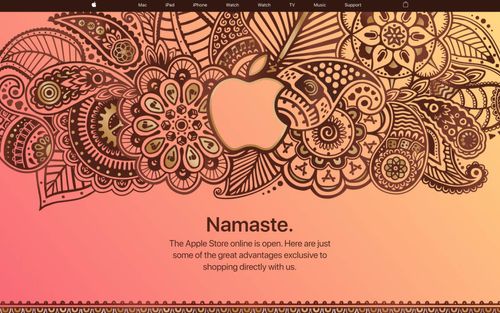 Mac iPad iPhone Watch Watch TV Music Support
Namaste.
The Apple Store online is open. Here are just
some of the great advantages exclusive to
shopping directly with us.